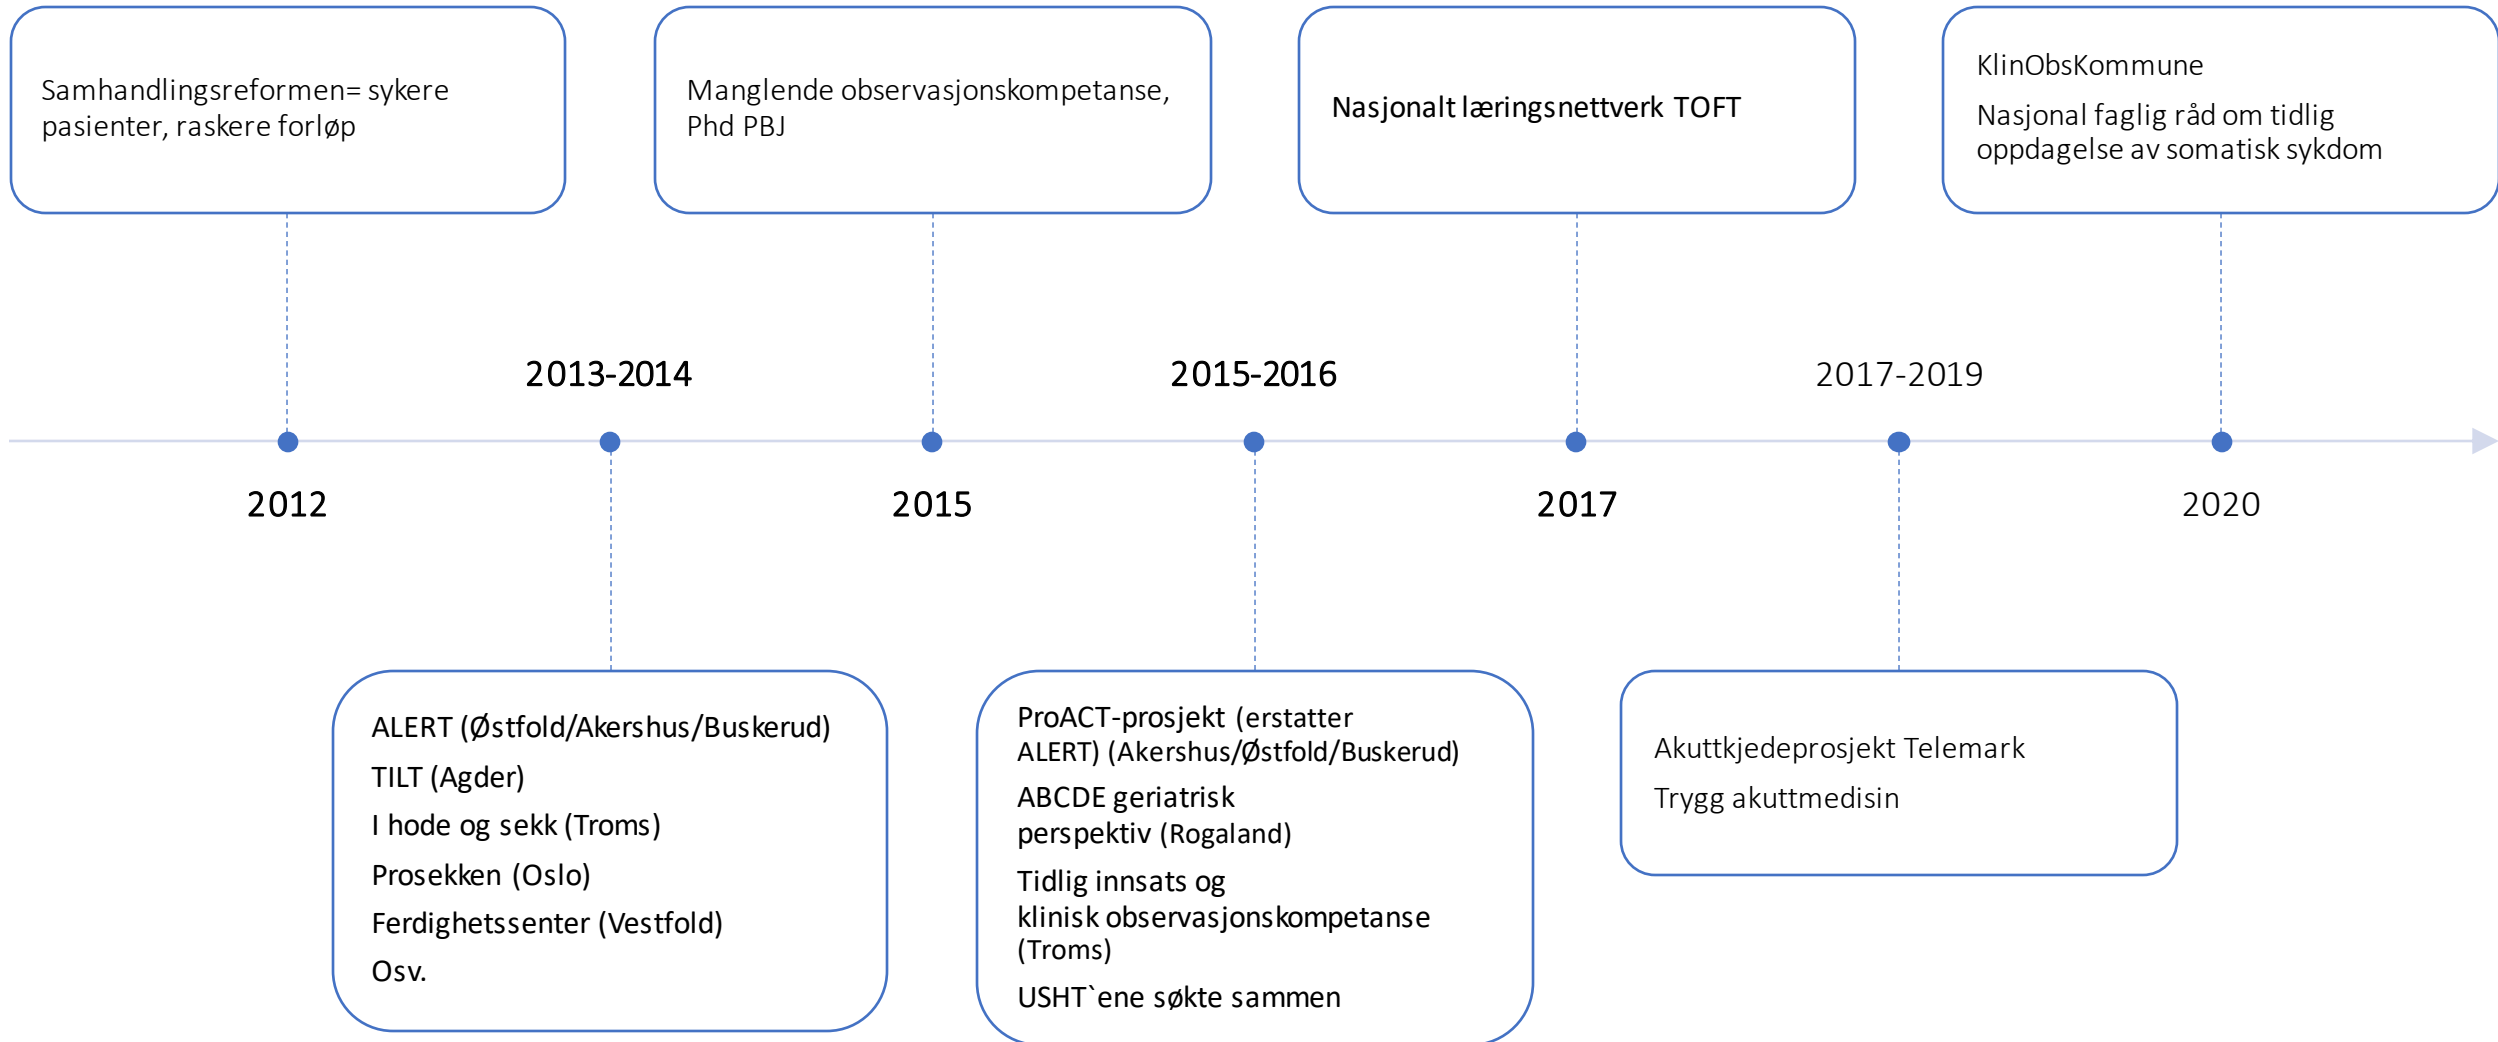 Samhandlingsreformen= sykere
pasienter, raskere forløp
Manglende observasjonskompetanse,
Phd PBJ
Nasjonalt læringsnettverk TOFT
KlinObsKommune
Nasjonal faglig råd om tidlig
oppdagelse av somatisk sykdom
2013-2014
2015-2016
2017-2019
2012
2015
2017
2020
ALERT (Østfold/Akershus/Buskerud)
TILT (Agder)
I hode og sekk (Troms)
Prosekken (Oslo)
Ferdighetssenter (Vestfold)
Osv.
ProACT-prosjekt (erstatter
ALERT) (Akershus/Østfold/Buskerud)
ABCDE geriatrisk
perspektiv (Rogaland)
Tidlig innsats og
klinisk observasjonskompetanse
(Troms)
USHT`ene søkte sammen
Akuttkjedeprosjekt Telemark
Trygg akuttmedisin